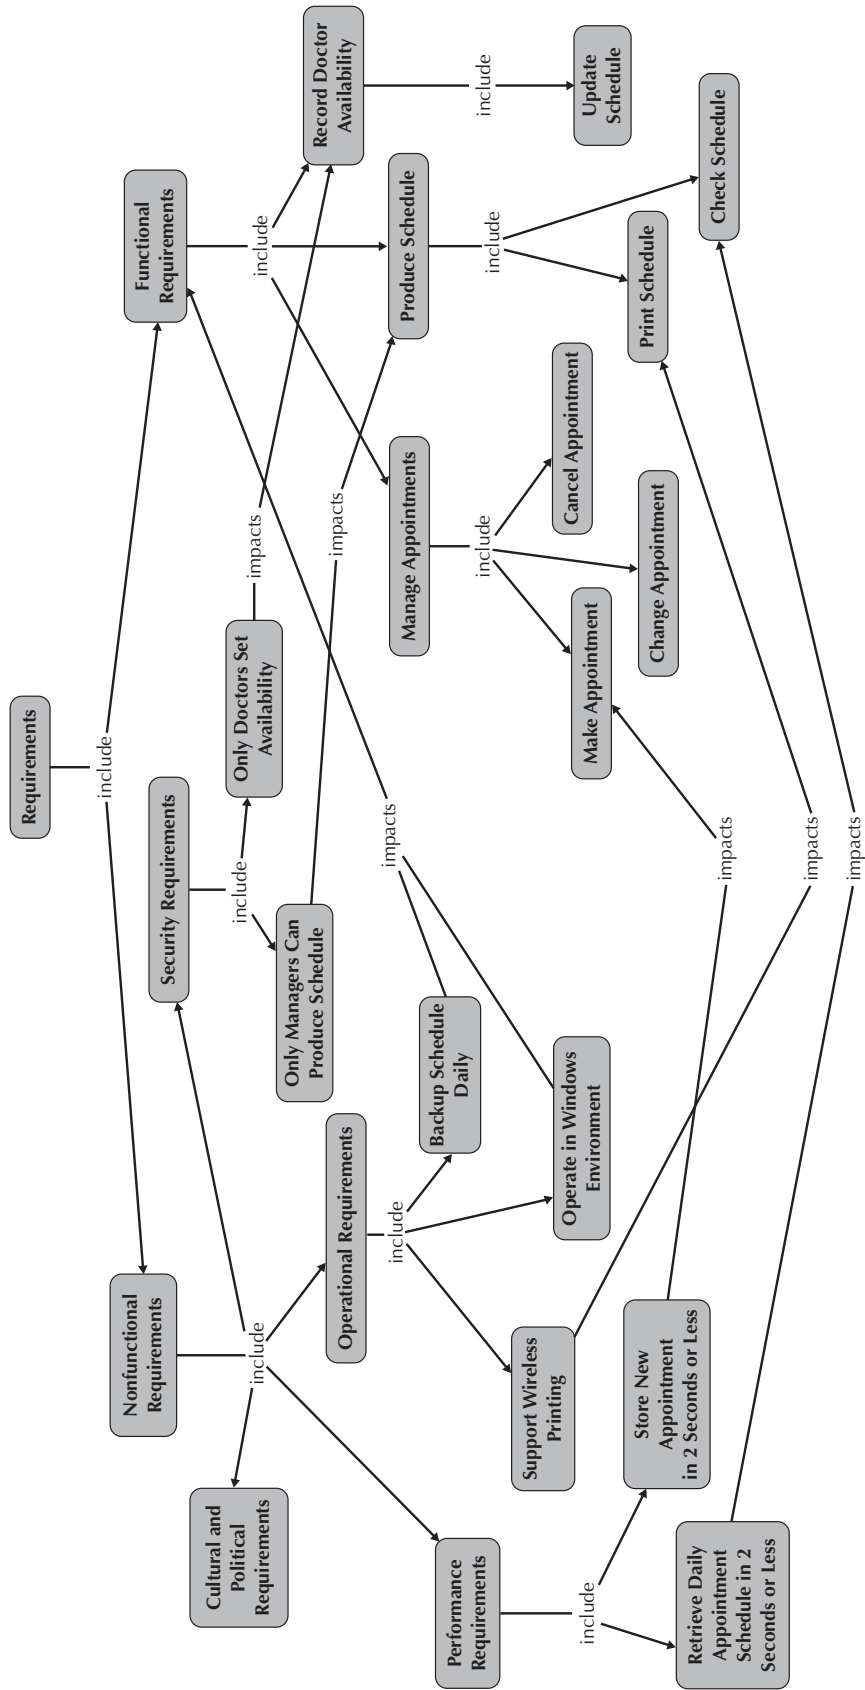 Requirements
include
Nonfunctional
Requirements
Functional
Requirements
include
Cultural and
Political
Requirements
Security Requirements
include
Only Managers Can
Produce Schedule
Only Doctors Set
Availability
impacts
impacts
Operational Requirements
include
Support Wireless
Printing
Operate in Windows
Environment
Backup Schedule
Daily
impacts
Performance
Requirements
include
Retrieve Daily
Appointment
Schedule in 2
Seconds or Less
Store New
Appointment
in 2 Seconds or Less
impacts
impacts
impacts
include
Manage Appointments
include
Make Appointment
Change Appointment
Cancel Appointment
Produce Schedule
include
Print Schedule
Check Schedule
Record Doctor
Availability
include
Update
Schedule